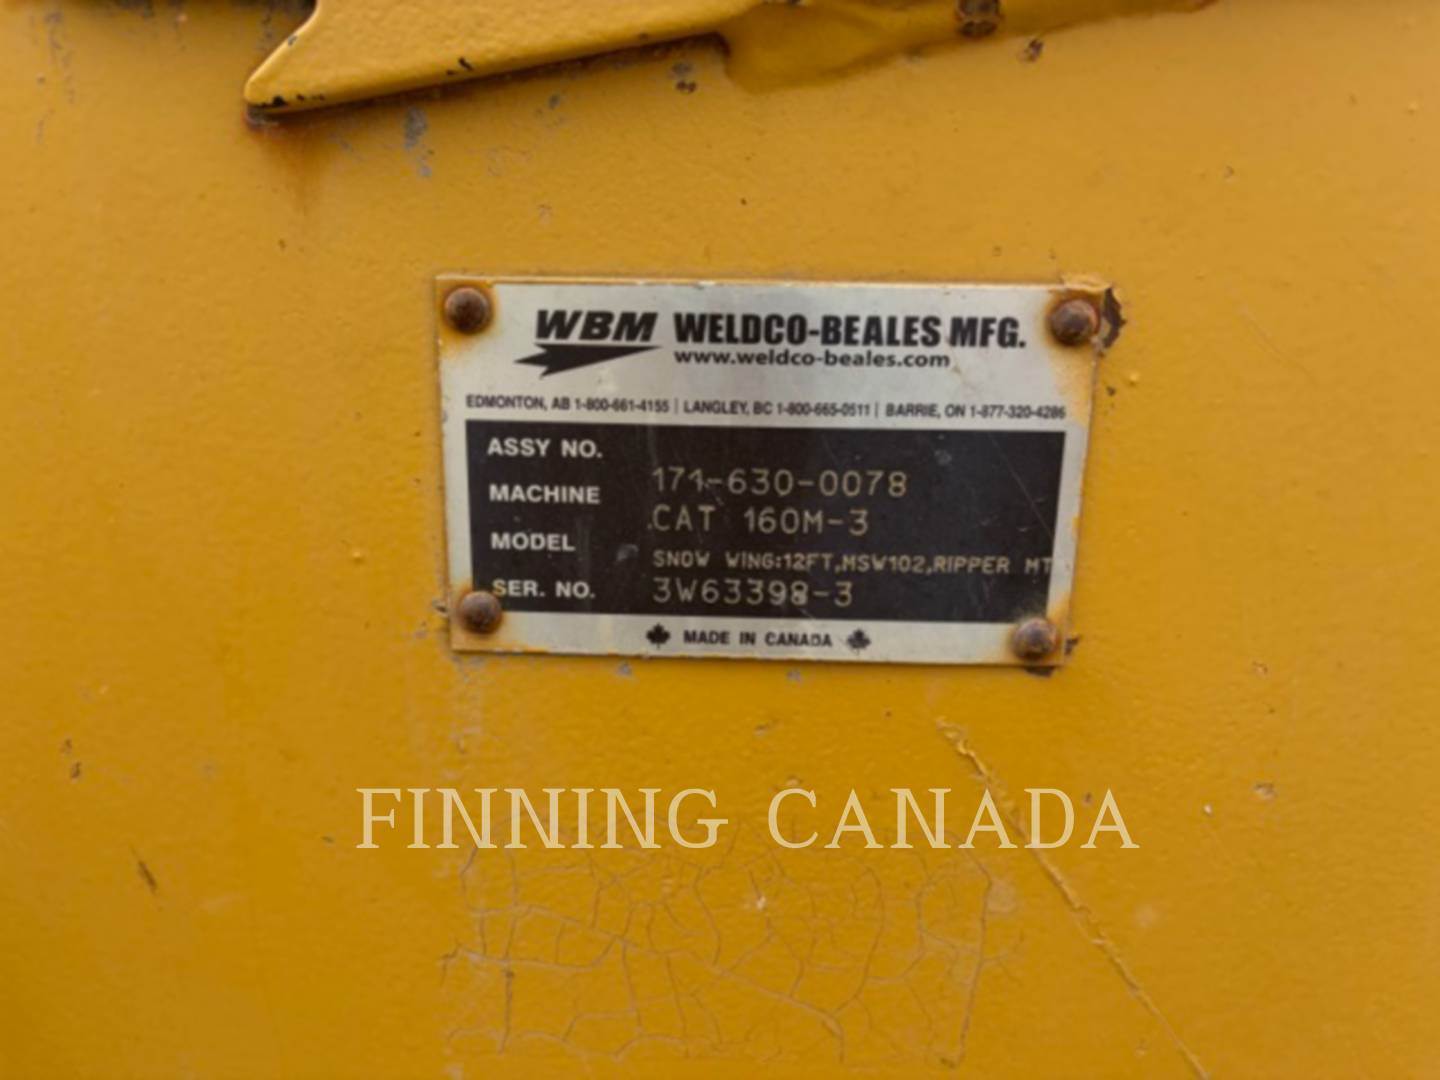 WBM WELDCO-BEALES MFG.
www.weldco-beales.com
EDMONTON, AB 1-800-661-4155 | LANGLEY, BC 1-800-665-0511 | BARRIE, ON 1-877-320-4286
ASSY NO. 171-630-0078
MACHINE CAT 160M-3
MODEL SNOW WING:12FT,MSW102,RIPPER MT
SER. NO. 3W63398-3
MADE IN CANADA
FINNING CANADA